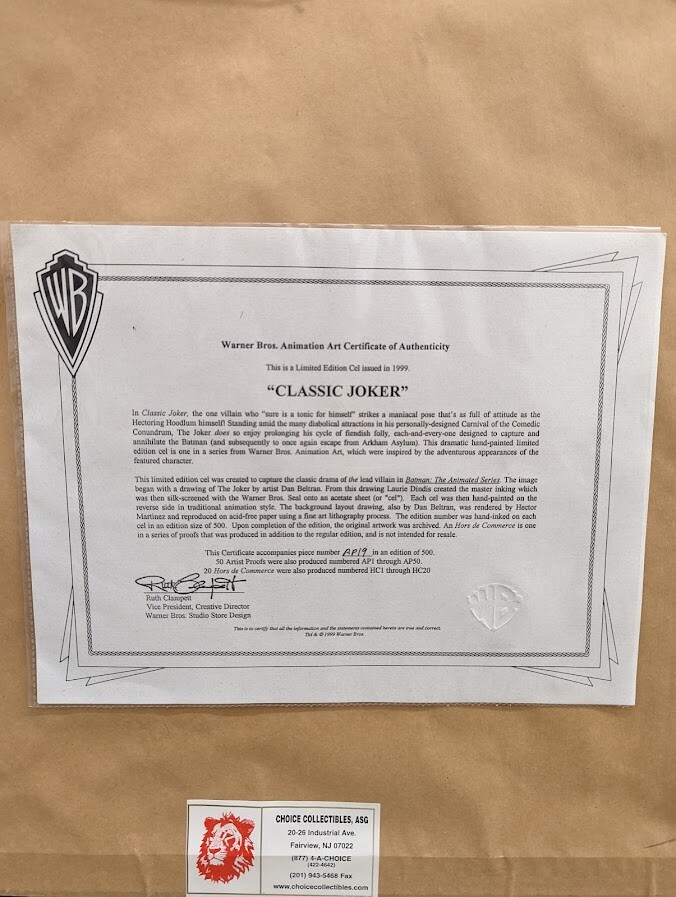 WB
Warner Bros. Animation Art Certificate of Authenticity
This is a Limited Edition Cel issued in 1999.
"CLASSIC JOKER"
In Classic Joker, the one villain who "sure is a tonic for himself" strikes a maniacal pose that's as full of attitude as the
Hectoring Hoodlum himself! Standing amid the many diabolical attractions in his personally-designed Carnival of the Comedic
Conundrum, The Joker does so enjoy prolonging his cycle of fiendish folly, each-and-every-one designed to capture and
annihilate the Batman (and subsequently to once again escape from Arkham Asylum). This dramatic hand-painted limited
edition cel is one in a series from Warner Bros. Animation Art, which were inspired by the adventurous appearances of the
featured character.
This limited edition cel was created to capture the classic drama of the lead villain in Batman: The Animated Series. The image
began with a drawing of The Joker by artist Dan Beltran. From this drawing Laurie Dindis created the master inking which
was then silk-screened with the Warner Bros. Seal onto an acetate sheet (or "cel"). Each cel was then hand-painted on the
reverse side in traditional animation style. The background layout drawing, also by Dan Beltran, was rendered by Hector
Martinez and reproduced on acid-free paper using a fine art lithography process. The edition number was hand-inked on each
cel in an edition size of 500. Upon completion of the edition, the original artwork was archived. An Hors de Commerce is one
in a series of proofs that was produced in addition to the regular edition, and is not intended for resale.
This Certificate accompanies piece number AP19 in an edition of 500.
50 Artist Proofs were also produced numbered AP1 through AP50.
20 Hors de Commerce were also produced numbered HC1 through HC20
Ruth Clampett
Ruth Clampett
Vice President, Creative Director
Warner Bros. Studio Store Design
WB
This is to certify that all the information and the statements contained herein are true and correct.
TM & © 1999 Warner Bros.
CHOICE COLLECTIBLES, ASG
20-26 Industrial Ave.
Fairview, NJ 07022
(877) 4-A-CHOICE
(422-4642)
(201) 943-5468 Fax
www.choicecollectibles.com